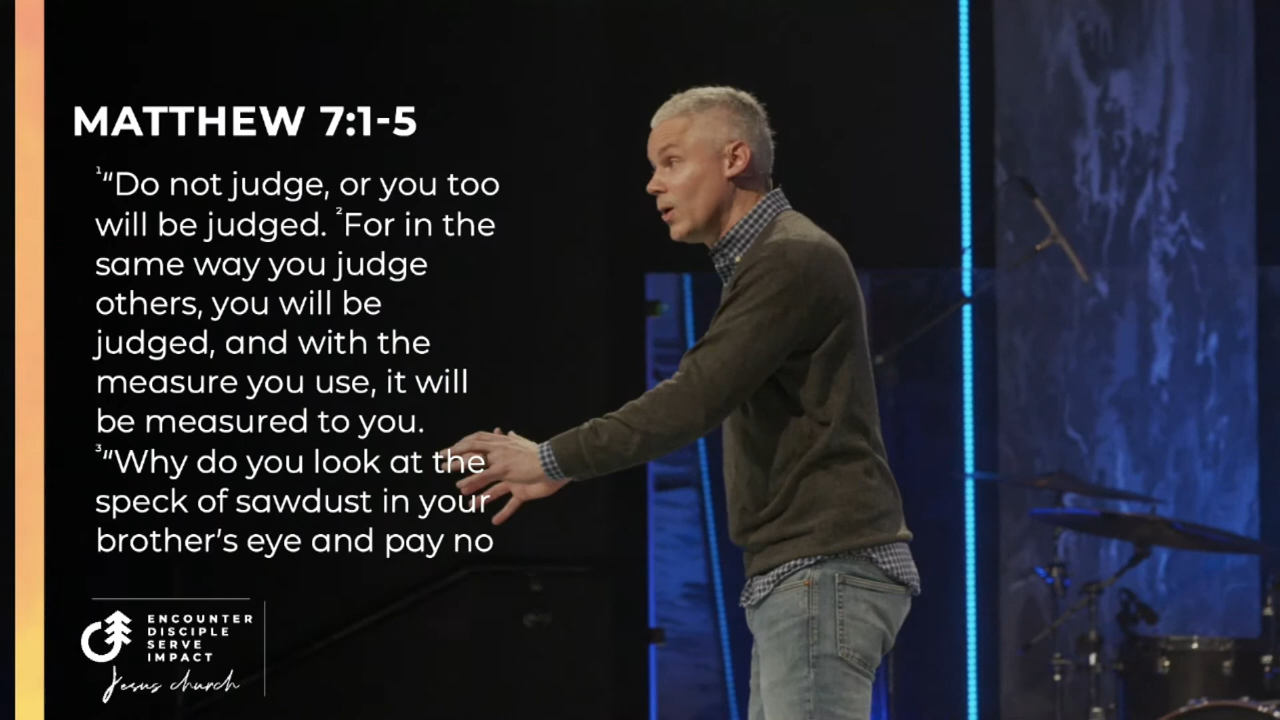 MATTHEW 7:1-5
¹“Do not judge, or you too
will be judged. ²For in the
same way you judge
others, you will be
judged, and with the
measure you use, it will
be measured to you.
³“Why do you look at the
speck of sawdust in your
brother’s eye and pay no
ENCOUNTER
DISCIPLE
SERVE
IMPACT
Jesus church